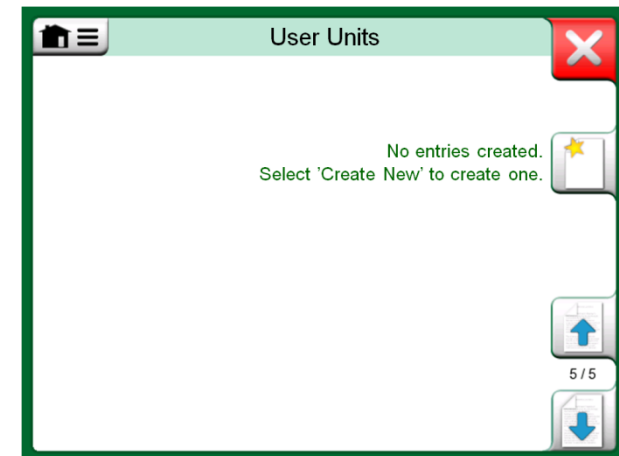 User Units
No entries created.
Select 'Create New' to create one.
5 / 5